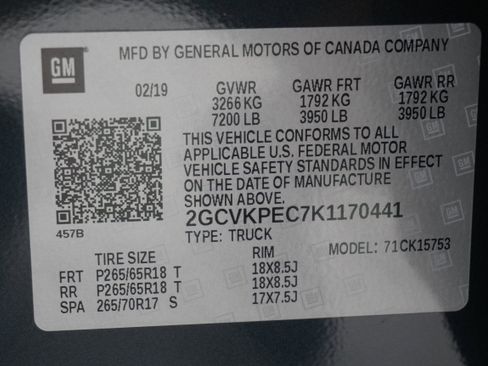 GM
MFD BY GENERAL MOTORS OF CANADA COMPANY
02/19 GVWR GAWR FRT GAWR RR
3266 KG 1792 KG 1792 KG
7200 LB 3950 LB 3950 LB
THIS VEHICLE CONFORMS TO ALL
APPLICABLE U.S. FEDERAL MOTOR
VEHICLE SAFETY STANDARDS IN EFFECT
ON THE DATE OF MANUFACTURE
SHOWN ABOVE.
2GCVKPEC7K1170441
457B TYPE: TRUCK MODEL: 71CK15753
TIRE SIZE RIM
FRT P265/65R18 T 18X8.5J
RR P265/65R18 T 18X8.5J
SPA 265/70R17 S 17X7.5J